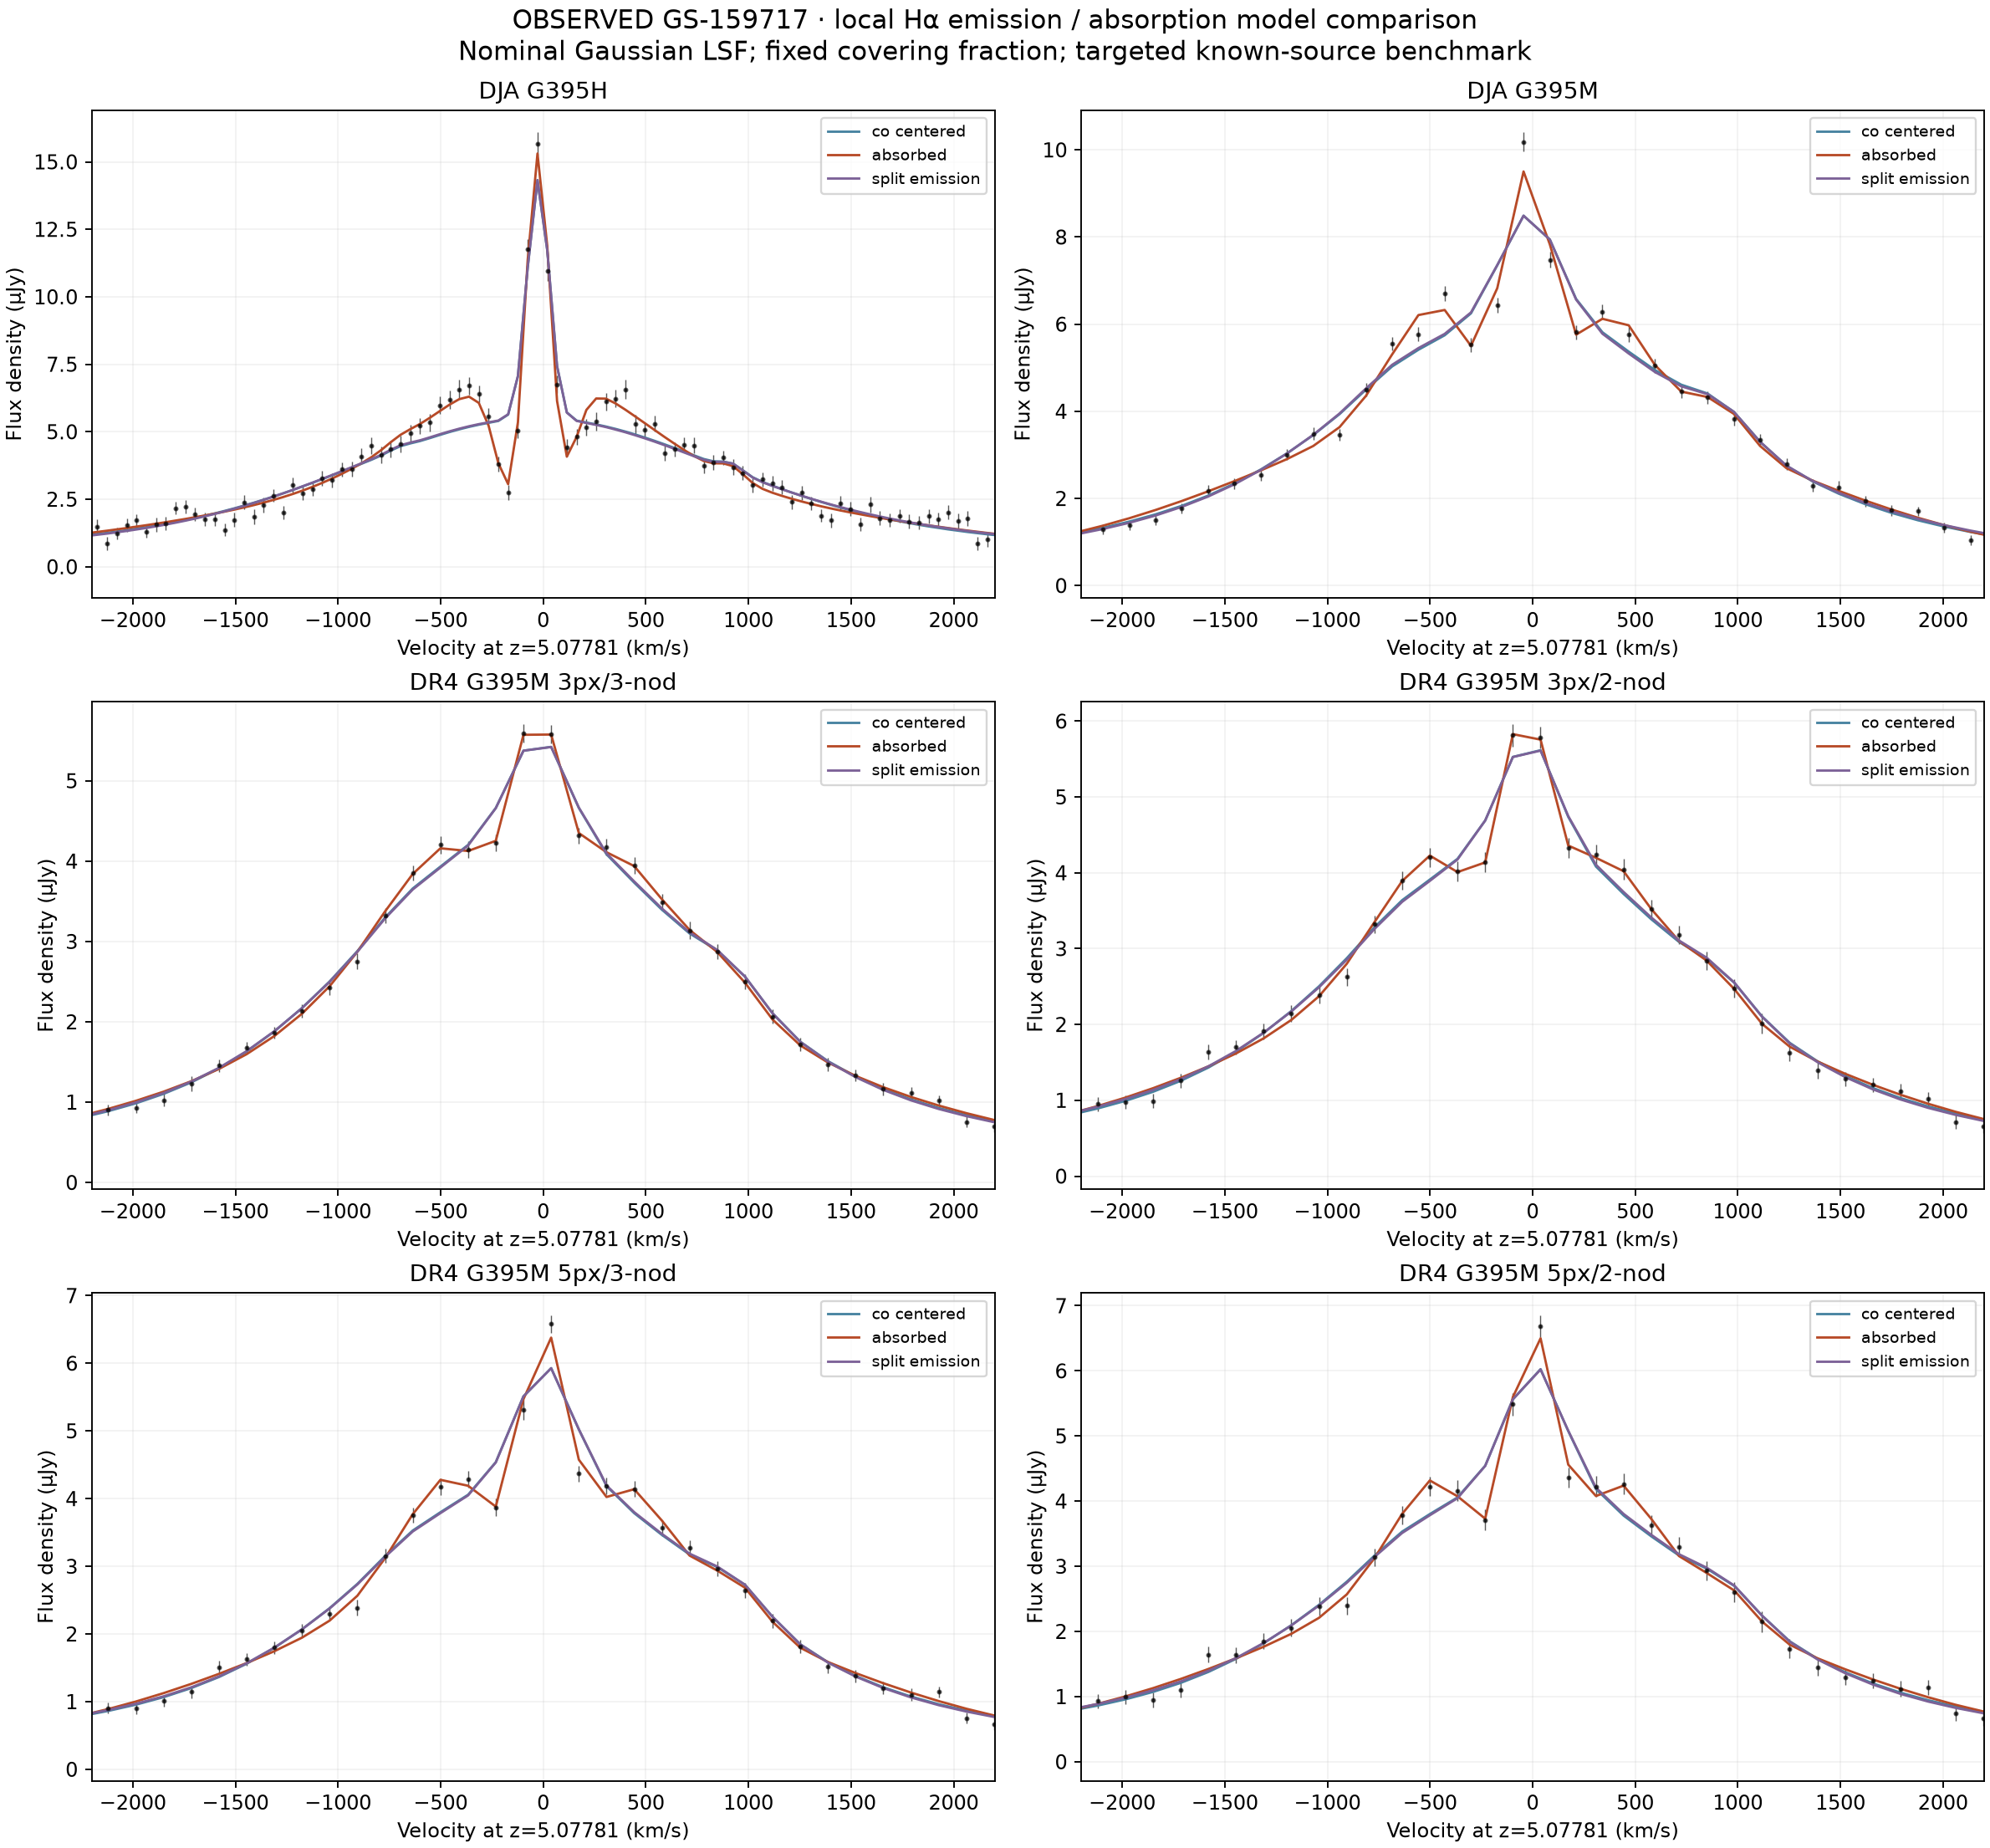 OBSERVED GS-159717 · local Hα emission / absorption model comparison
Nominal Gaussian LSF; fixed covering fraction; targeted known-source benchmark
DJA G395H
Flux density (μJy)
15.0
12.5
10.0
7.5
5.0
2.5
0.0
co centered
absorbed
split emission
−2000 −1500 −1000 −500 0 500 1000 1500 2000
Velocity at z=5.07781 (km/s)
DJA G395M
Flux density (μJy)
10
8
6
4
2
0
co centered
absorbed
split emission
−2000 −1500 −1000 −500 0 500 1000 1500 2000
Velocity at z=5.07781 (km/s)
DR4 G395M 3px/3-nod
Flux density (μJy)
5
4
3
2
1
0
co centered
absorbed
split emission
−2000 −1500 −1000 −500 0 500 1000 1500 2000
Velocity at z=5.07781 (km/s)
DR4 G395M 3px/2-nod
Flux density (μJy)
6
5
4
3
2
1
0
co centered
absorbed
split emission
−2000 −1500 −1000 −500 0 500 1000 1500 2000
Velocity at z=5.07781 (km/s)
DR4 G395M 5px/3-nod
Flux density (μJy)
7
6
5
4
3
2
1
0
co centered
absorbed
split emission
−2000 −1500 −1000 −500 0 500 1000 1500 2000
Velocity at z=5.07781 (km/s)
DR4 G395M 5px/2-nod
Flux density (μJy)
7
6
5
4
3
2
1
0
co centered
absorbed
split emission
−2000 −1500 −1000 −500 0 500 1000 1500 2000
Velocity at z=5.07781 (km/s)